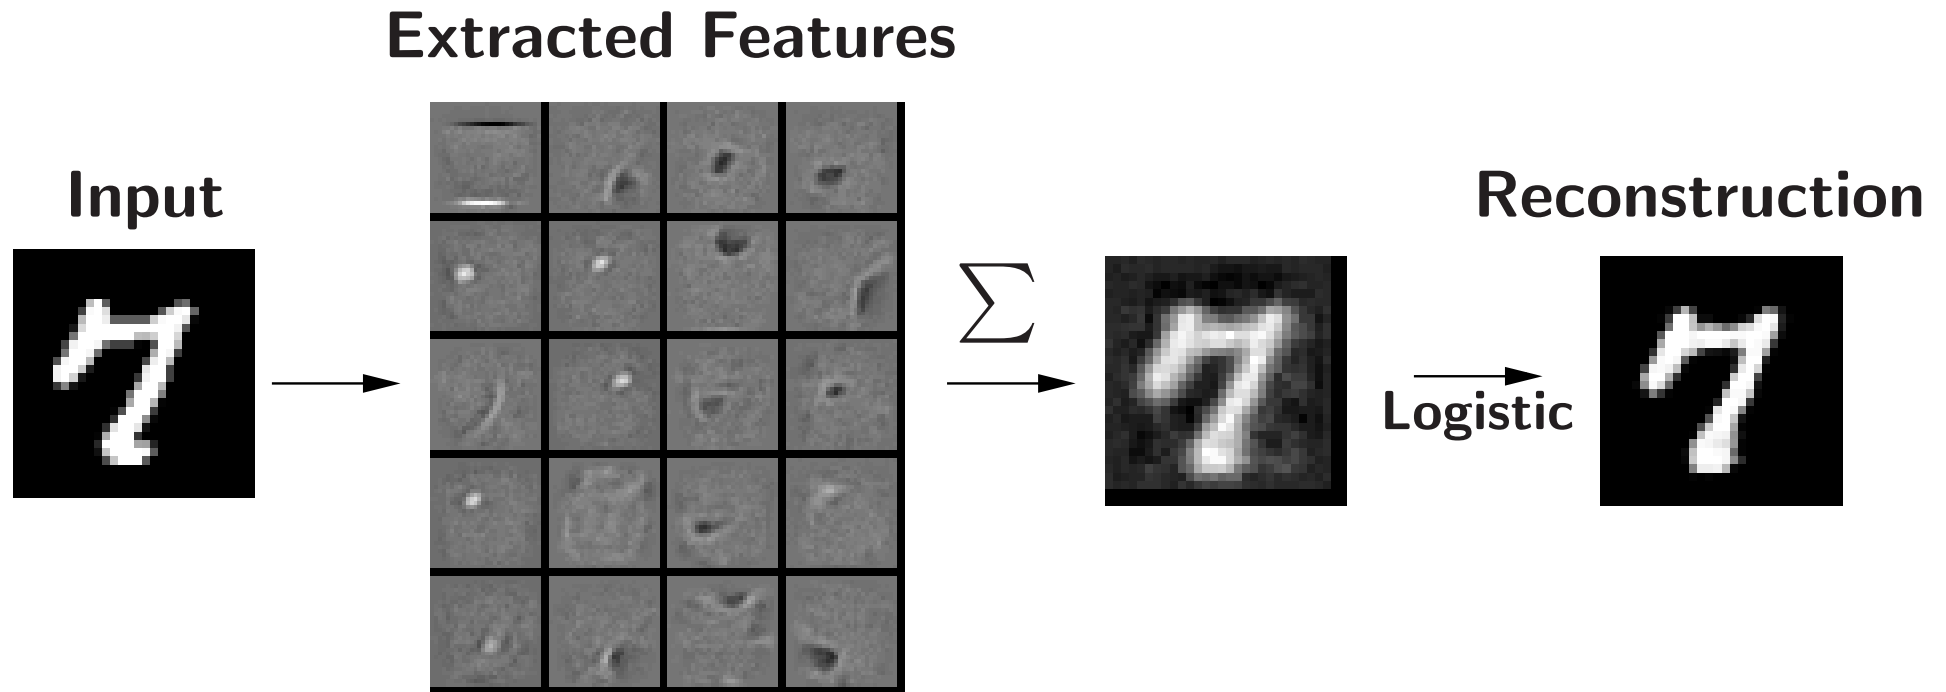 Extracted Features
Input
∑
Logistic
Reconstruction